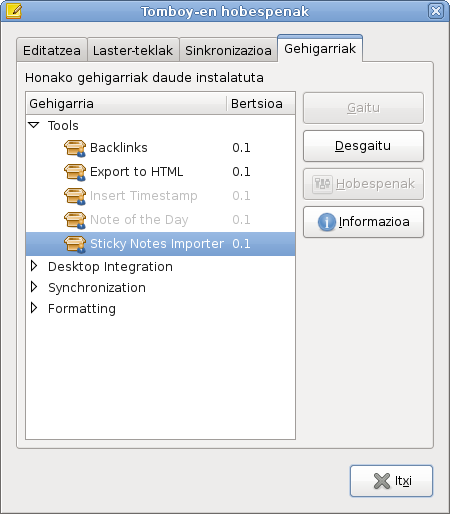 Tomboy-en hobespenak
Editatzea Laster-teklak Sinkronizazioa Gehigarriak
Honako gehigarriak daude instalatuta
Gehigarria Bertsioa
Gaitu
Tools
Backlinks 0.1
Desgaitu
Export to HTML 0.1
Hobespenak
Insert Timestamp 0.1
Note of the Day 0.1
Informazioa
Sticky Notes Importer 0.1
Desktop Integration
Synchronization
Formatting
Itxi